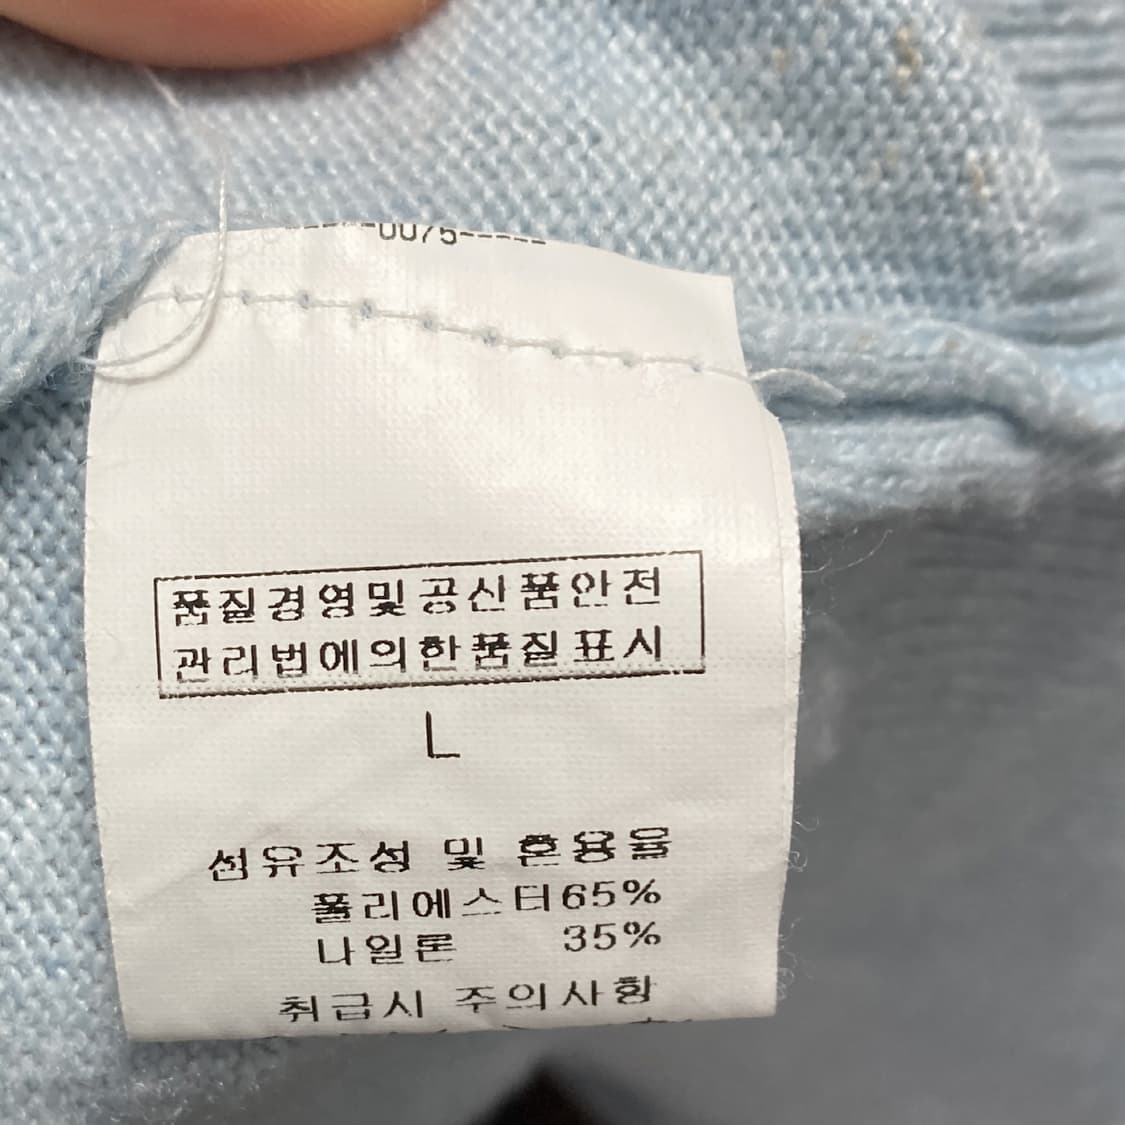 -----0075-----
품질경영및공산품안전
관리법에의한품질표시
L
섬유조성 및 혼용율
폴리에스터65%
나일론 35%
취급시 주의사항